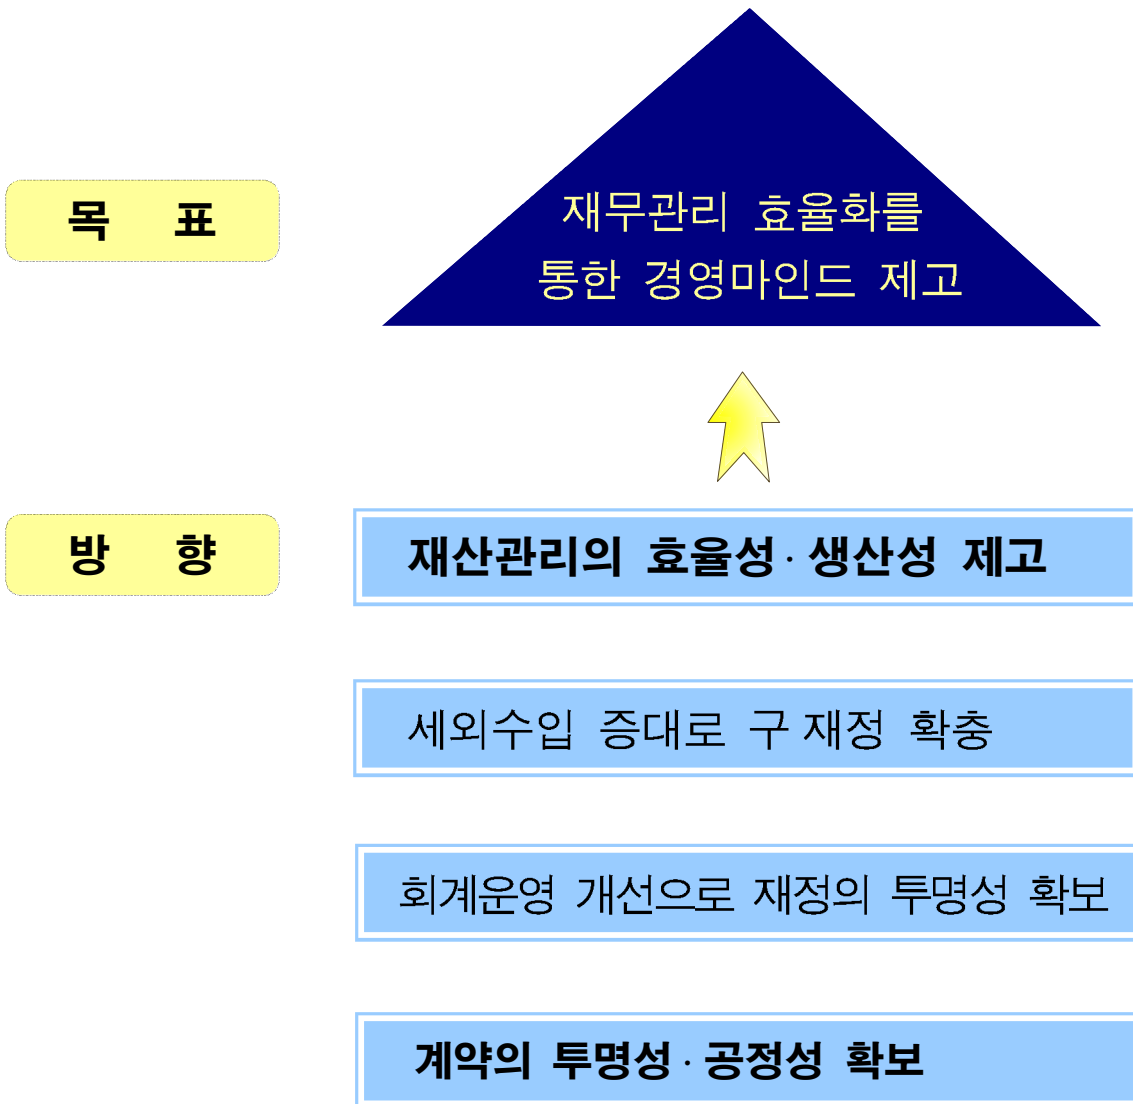 목 표
재무관리 효율화를
통한 경영마인드 제고
방 향
재산관리의 효율성·생산성 제고
세외수입 증대로 구 재정 확충
회계운영 개선으로 재정의 투명성 확보
계약의 투명성·공정성 확보